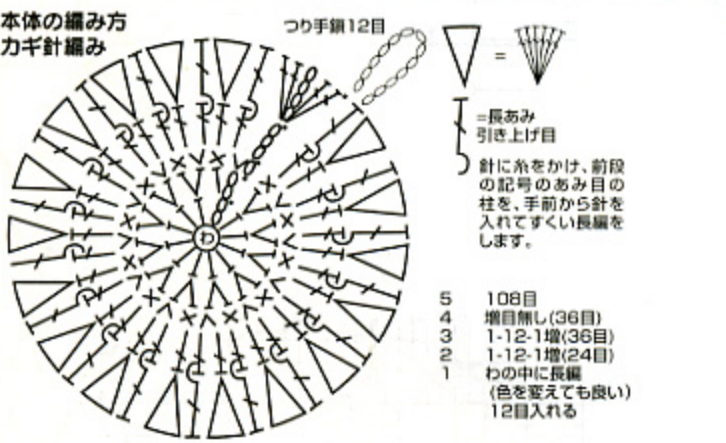 本体の編み方
カギ針編み
つり手鎖12目
=
=長あみ
引き上げ目
針に糸をかけ、前段
の記号のあみ目の
柱を、手前から針を
入れてすくい長編を
します。
わ
5 108目
4 増目無し(36目)
3 1-12-1増(36目)
2 1-12-1増(24目)
1 わの中に長編
(色を変えても良い)
12目入れる